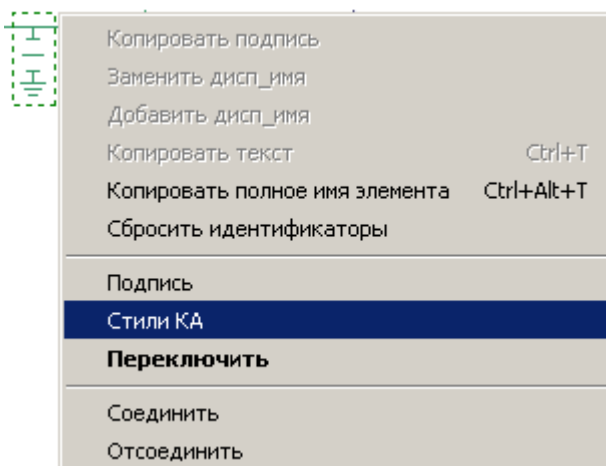 Копировать подпись
Заменить дисп_имя
Добавить дисп_имя
Копировать текст Ctrl+T
Копировать полное имя элемента Ctrl+Alt+T
Сбросить идентификаторы
Подпись
Стили КА
Переключить
Соединить
Отсоединить